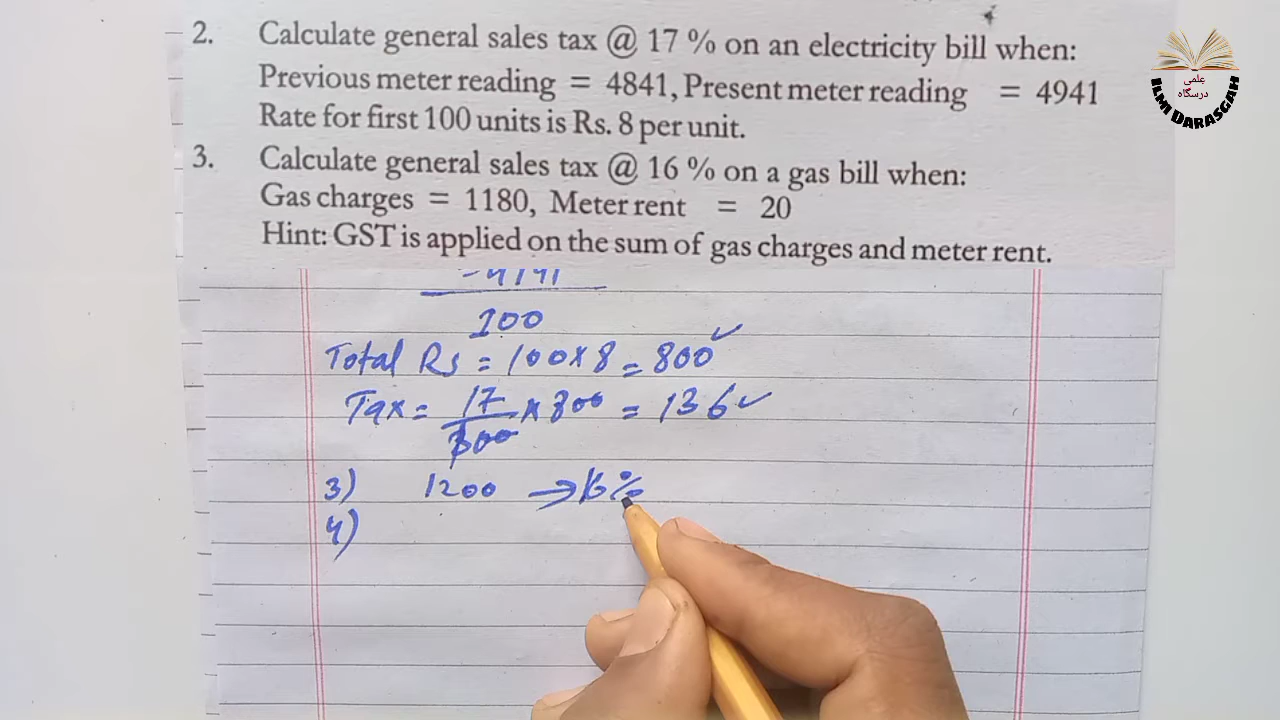 2. Calculate general sales tax @ 17 % on an electricity bill when:
Previous meter reading = 4841, Present meter reading = 4941
Rate for first 100 units is Rs. 8 per unit.
3. Calculate general sales tax @ 16 % on a gas bill when:
Gas charges = 1180, Meter rent = 20
Hint: GST is applied on the sum of gas charges and meter rent.
علمی
درسگاه
ILMI DARASGAH
100
Total Rs = 100 x 8 = 800
Tax = 17/100 x 800 = 136
3) 1200 → 16%
4)